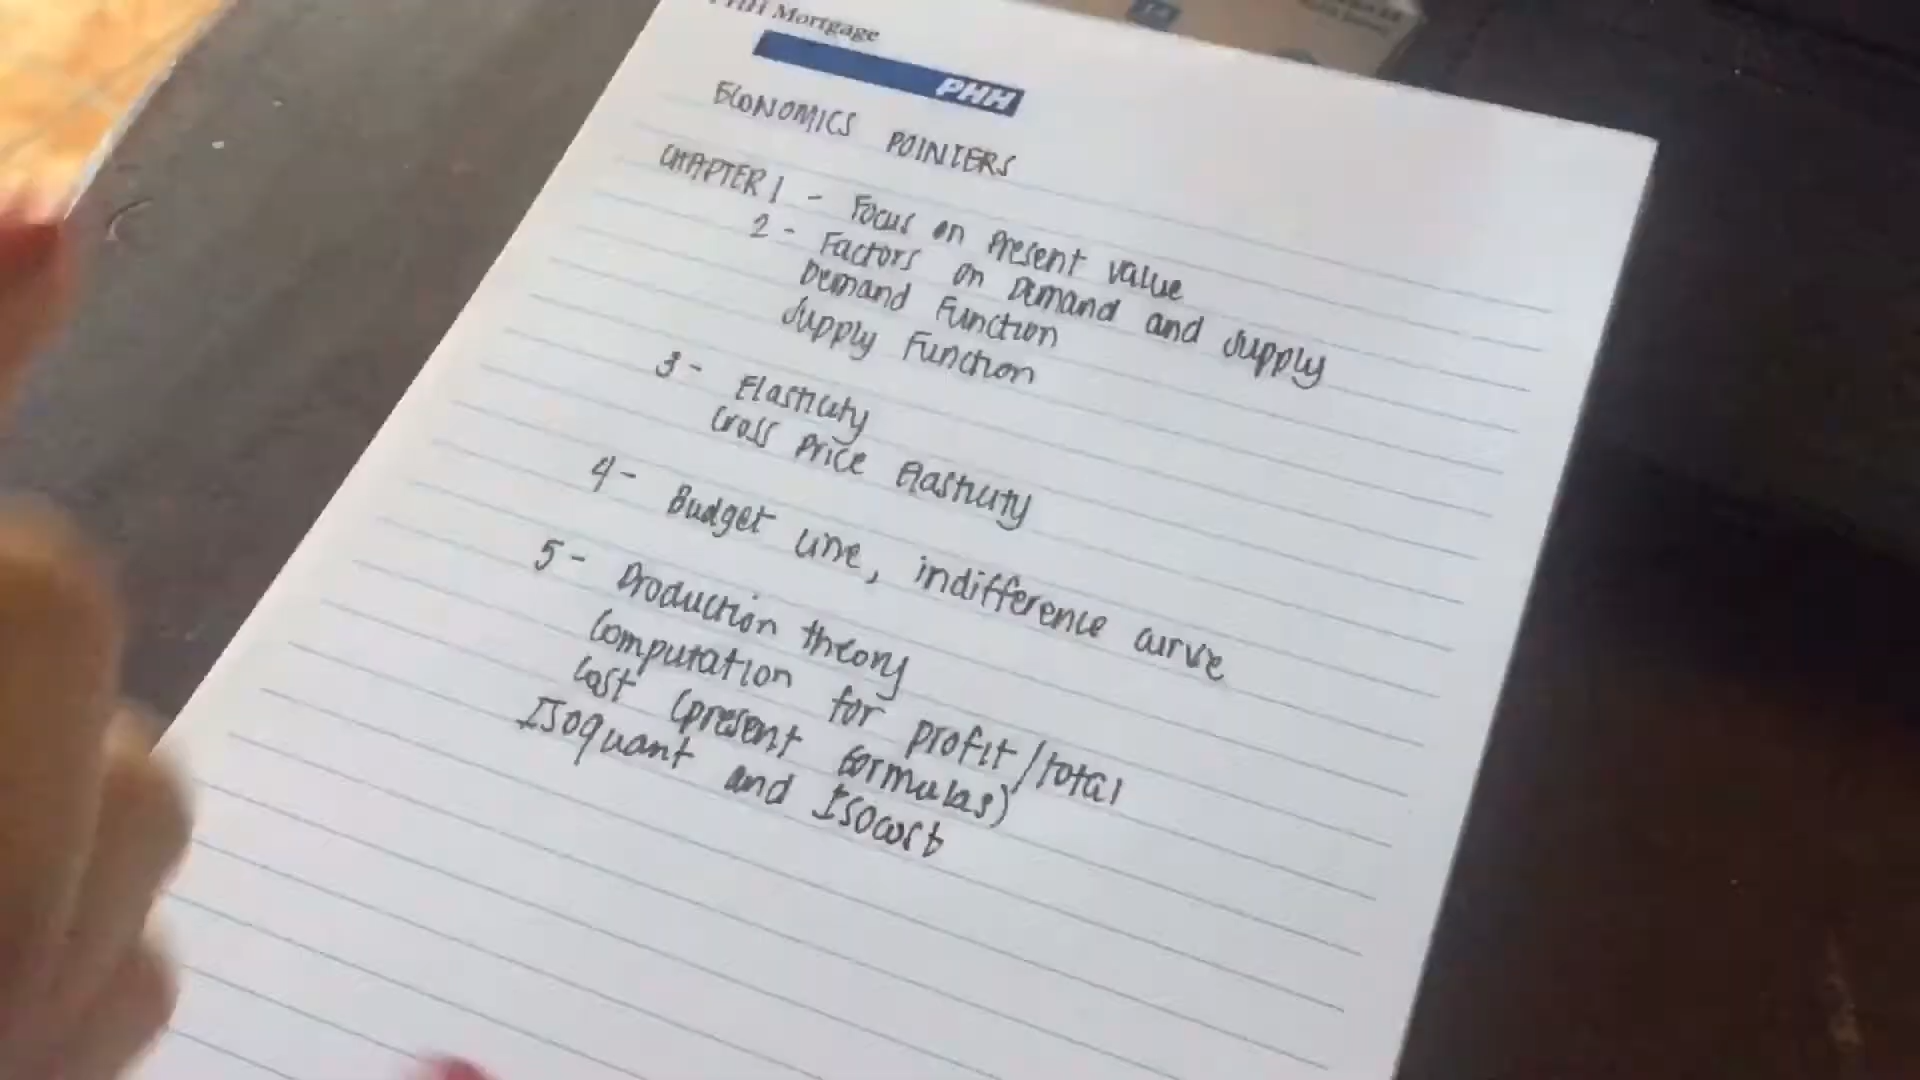 PHH Mortgage
PHH
ECONOMICS POINTERS
CHAPTER 1 - Focus on Present value
2 - Factors on Demand and Supply
Demand Function
Supply Function
3 - Elasticity
Cross Price Elasticity
4 - Budget Line, indifference curve
5 - Production theory
Computation for profit/total
cost (present formulas)
Isoquant and Isocost